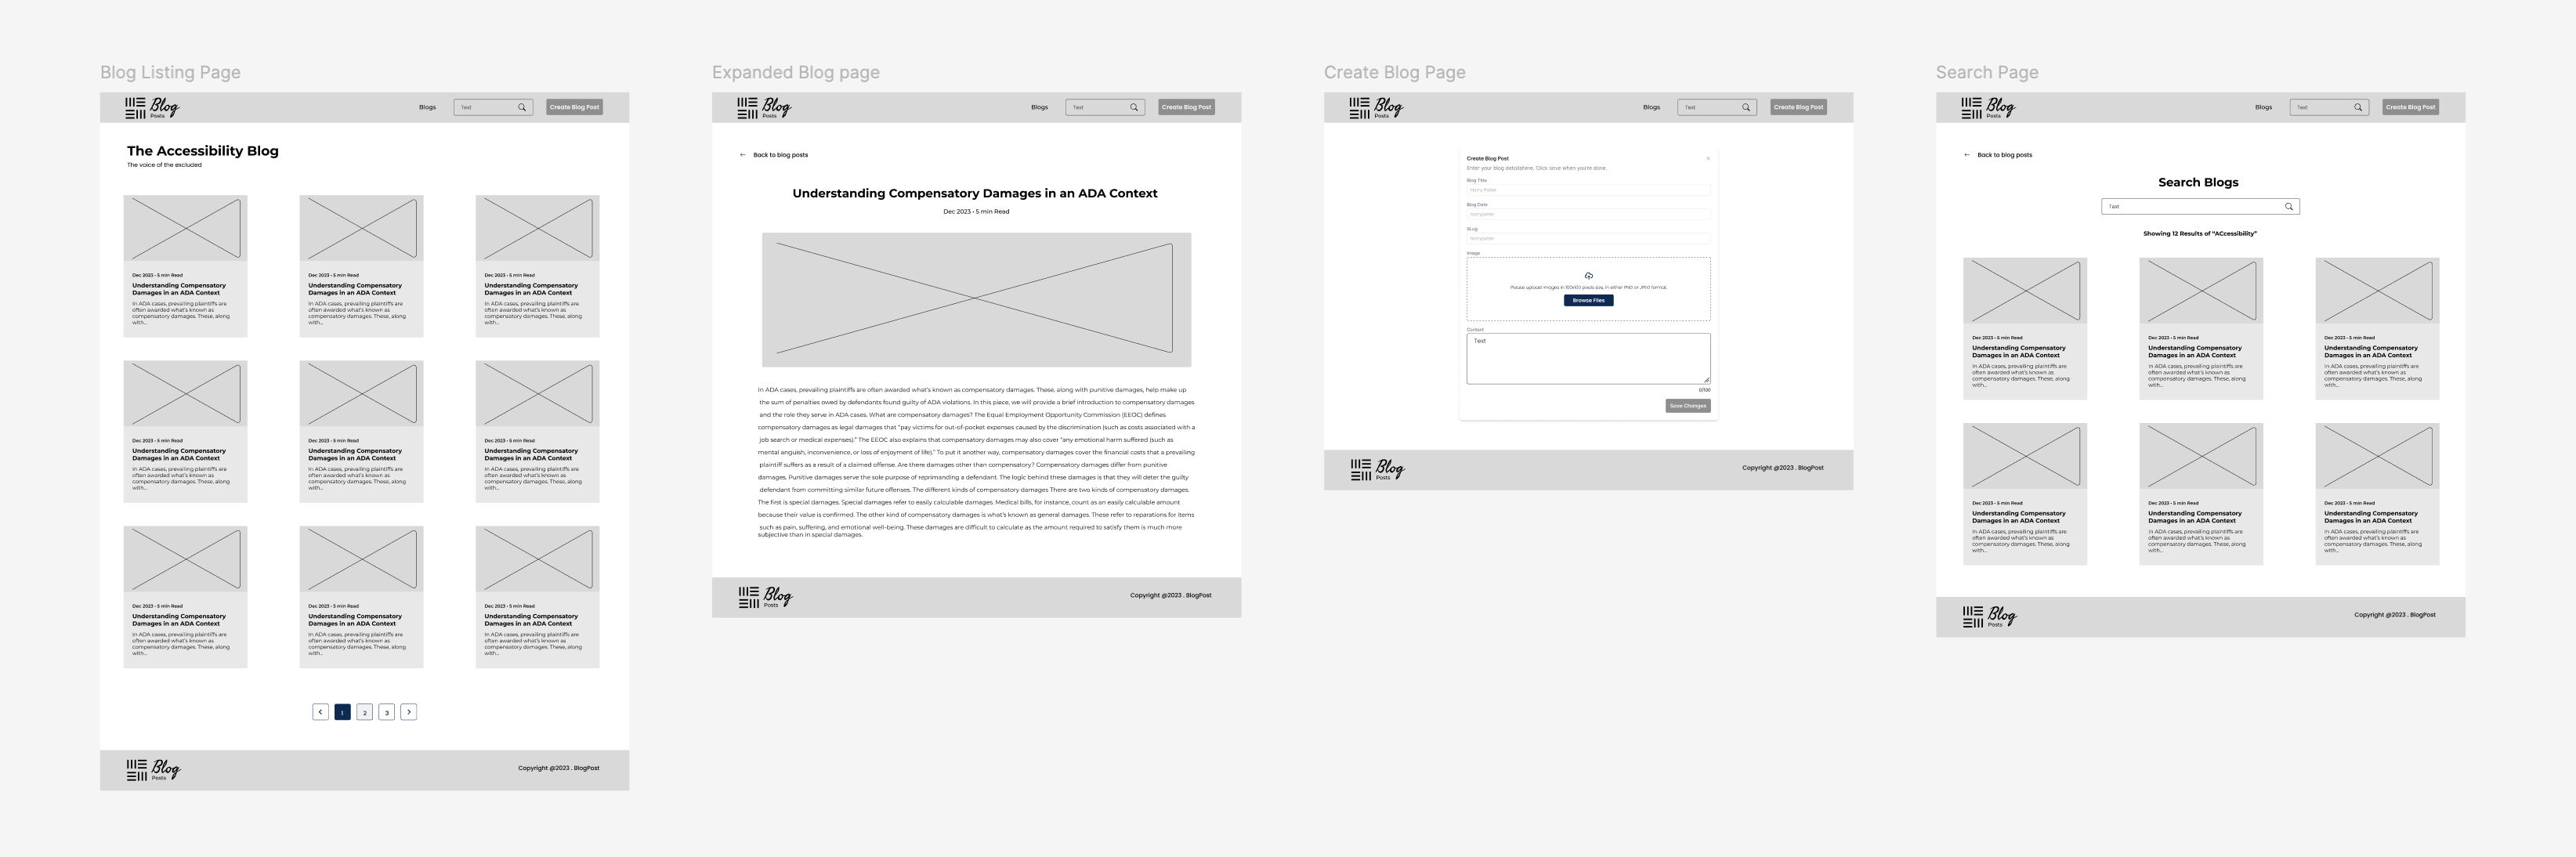 Blog Listing Page
Blog
Posts
Blogs
Text
Create Blog Post
The Accessibility Blog
The voice of the excluded
Dec 2023 - 5 min Read
Understanding Compensatory
Damages in an ADA Context
In ADA cases, prevailing plaintiffs are
often awarded what's known as
compensatory damages. These, along
with...
Dec 2023 - 5 min Read
Understanding Compensatory
Damages in an ADA Context
In ADA cases, prevailing plaintiffs are
often awarded what's known as
compensatory damages. These, along
with...
Dec 2023 - 5 min Read
Understanding Compensatory
Damages in an ADA Context
In ADA cases, prevailing plaintiffs are
often awarded what's known as
compensatory damages. These, along
with...
Dec 2023 - 5 min Read
Understanding Compensatory
Damages in an ADA Context
In ADA cases, prevailing plaintiffs are
often awarded what's known as
compensatory damages. These, along
with...
Dec 2023 - 5 min Read
Understanding Compensatory
Damages in an ADA Context
In ADA cases, prevailing plaintiffs are
often awarded what's known as
compensatory damages. These, along
with...
Dec 2023 - 5 min Read
Understanding Compensatory
Damages in an ADA Context
In ADA cases, prevailing plaintiffs are
often awarded what's known as
compensatory damages. These, along
with...
Dec 2023 - 5 min Read
Understanding Compensatory
Damages in an ADA Context
In ADA cases, prevailing plaintiffs are
often awarded what's known as
compensatory damages. These, along
with...
Dec 2023 - 5 min Read
Understanding Compensatory
Damages in an ADA Context
In ADA cases, prevailing plaintiffs are
often awarded what's known as
compensatory damages. These, along
with...
Dec 2023 - 5 min Read
Understanding Compensatory
Damages in an ADA Context
In ADA cases, prevailing plaintiffs are
often awarded what's known as
compensatory damages. These, along
with...
1 2 3
Blog
Posts
Copyright @2023 . BlogPost
Expanded Blog page
Blog
Posts
Blogs
Text
Create Blog Post
Back to blog posts
Understanding Compensatory Damages in an ADA Context
Dec 2023 - 5 min Read
In ADA cases, prevailing plaintiffs are often awarded what's known as compensatory damages. These, along with punitive damages, help make up
the sum of penalties owed by defendants found guilty of ADA violations. In this piece, we will provide a brief introduction to compensatory damages
and the role they serve in ADA cases. What are compensatory damages? The Equal Employment Opportunity Commission (EEOC) defines
compensatory damages as legal damages that "pay victims for out-of-pocket expenses caused by the discrimination (such as costs associated with a
job search or medical expenses)." The EEOC also explains that compensatory damages may also cover "any emotional harm suffered (such as
mental anguish, inconvenience, or loss of enjoyment of life)." To put it another way, compensatory damages cover the financial costs that a prevailing
plaintiff suffers as a result of a claimed offense. Are there damages other than compensatory? Compensatory damages differ from punitive
damages. Punitive damages serve the sole purpose of reprimanding a defendant. The logic behind these damages is that they will deter the guilty
defendant from committing similar future offenses. The different kinds of compensatory damages There are two kinds of compensatory damages.
The first is special damages. Special damages refer to easily calculable damages. Medical bills, for instance, count as an easily calculable amount
because their value is confirmed. The other kind of compensatory damages is what's known as general damages. These refer to reparations for items
such as pain, suffering, and emotional well-being. These damages are difficult to calculate as the amount required to satisfy them is much more
subjective than in special damages.
Blog
Posts
Copyright @2023 . BlogPost
Create Blog Page
Blog
Posts
Blogs
Text
Create Blog Post
Create Blog Post
Enter your blog detailshere. Click save when you're done.
Blog Title
Harry Potter
Blog Date
harrypotter
SLug
harrypotter
Image
Please upload images in 100x100 pixels size, in either PNG or JPEG format.
Browse Files
Content
Text
0/100
Save Changes
Blog
Posts
Copyright @2023 . BlogPost
Search Page
Blog
Posts
Blogs
Text
Create Blog Post
Back to blog posts
Search Blogs
Text
Showing 12 Results of "ACcessibility"
Dec 2023 - 5 min Read
Understanding Compensatory
Damages in an ADA Context
In ADA cases, prevailing plaintiffs are
often awarded what's known as
compensatory damages. These, along
with...
Dec 2023 - 5 min Read
Understanding Compensatory
Damages in an ADA Context
In ADA cases, prevailing plaintiffs are
often awarded what's known as
compensatory damages. These, along
with...
Dec 2023 - 5 min Read
Understanding Compensatory
Damages in an ADA Context
In ADA cases, prevailing plaintiffs are
often awarded what's known as
compensatory damages. These, along
with...
Dec 2023 - 5 min Read
Understanding Compensatory
Damages in an ADA Context
In ADA cases, prevailing plaintiffs are
often awarded what's known as
compensatory damages. These, along
with...
Dec 2023 - 5 min Read
Understanding Compensatory
Damages in an ADA Context
In ADA cases, prevailing plaintiffs are
often awarded what's known as
compensatory damages. These, along
with...
Dec 2023 - 5 min Read
Understanding Compensatory
Damages in an ADA Context
In ADA cases, prevailing plaintiffs are
often awarded what's known as
compensatory damages. These, along
with...
Blog
Posts
Copyright @2023 . BlogPost